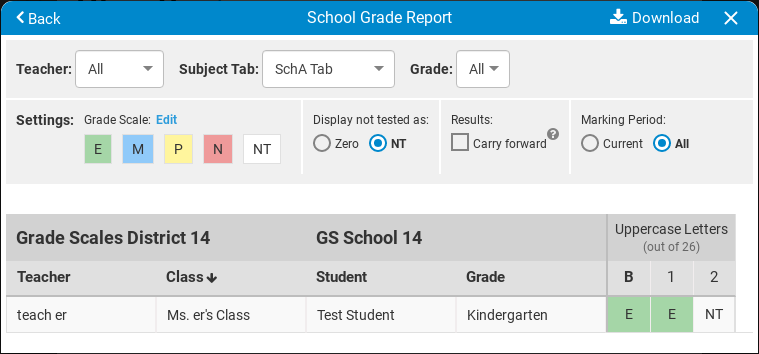 Back School Grade Report Download
Teacher: All Subject Tab: SchA Tab Grade: All
Settings: Grade Scale: Edit Display not tested as: Results: Marking Period:
E M P N NT Zero NT Carry forward ? Current All
Grade Scales District 14 GS School 14 Uppercase Letters
(out of 26)
Teacher Class Student Grade B 1 2
teach er Ms. er's Class Test Student Kindergarten E E NT